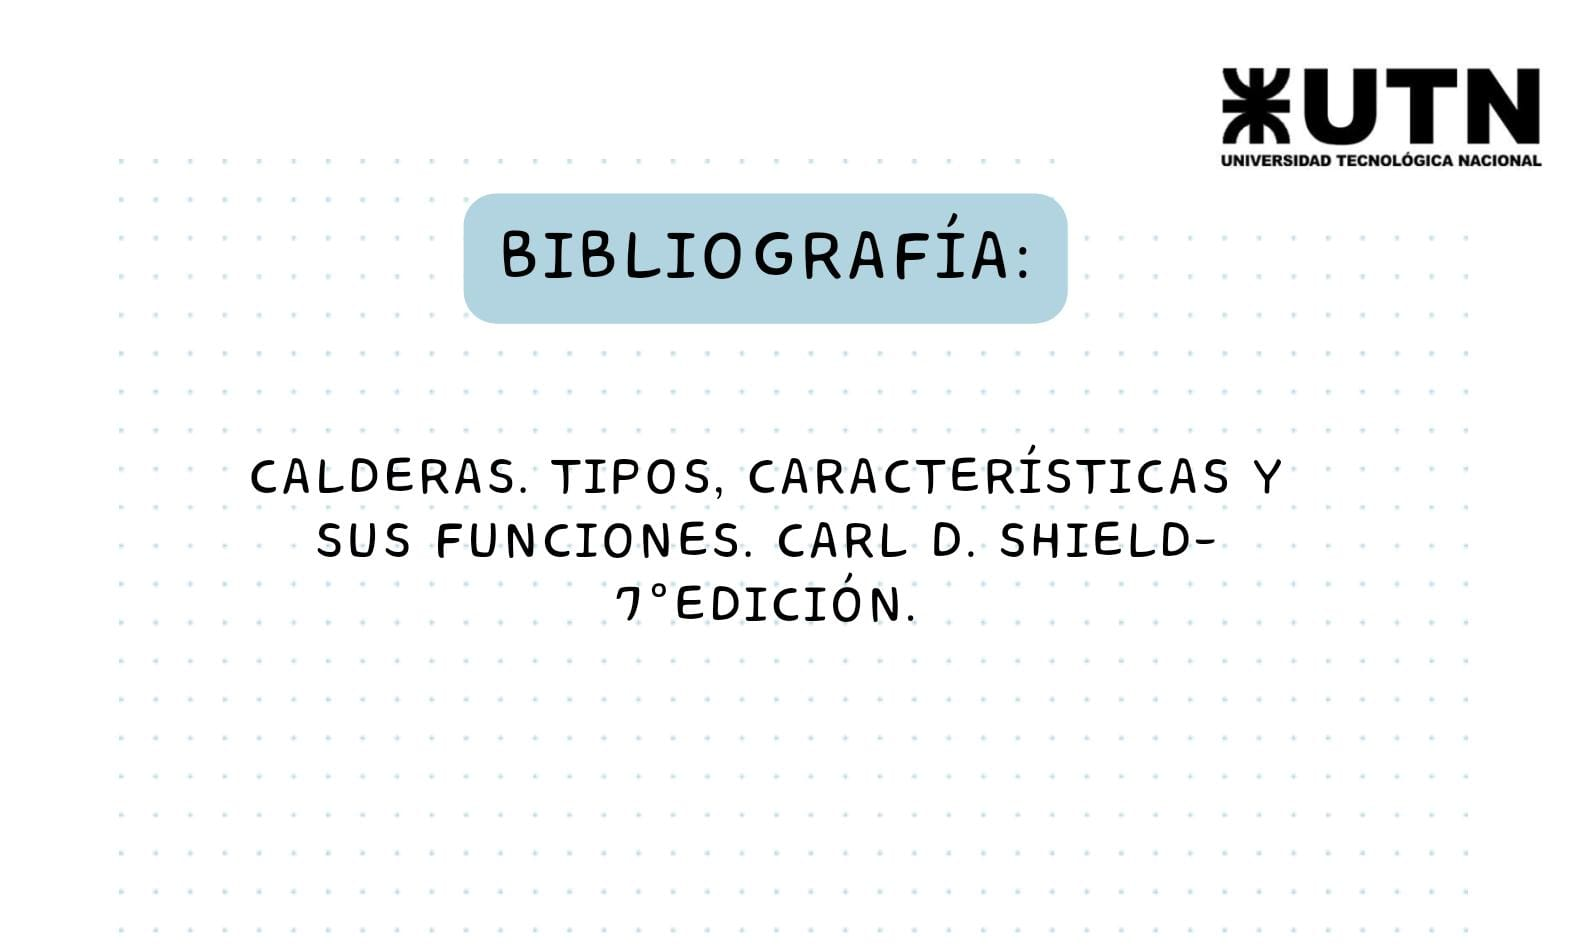 UTN
UNIVERSIDAD TECNOLÓGICA NACIONAL
BIBLIOGRAFÍA:
CALDERAS. TIPOS, CARACTERÍSTICAS Y
SUS FUNCIONES. CARL D. SHIELD-
7°EDICIÓN.